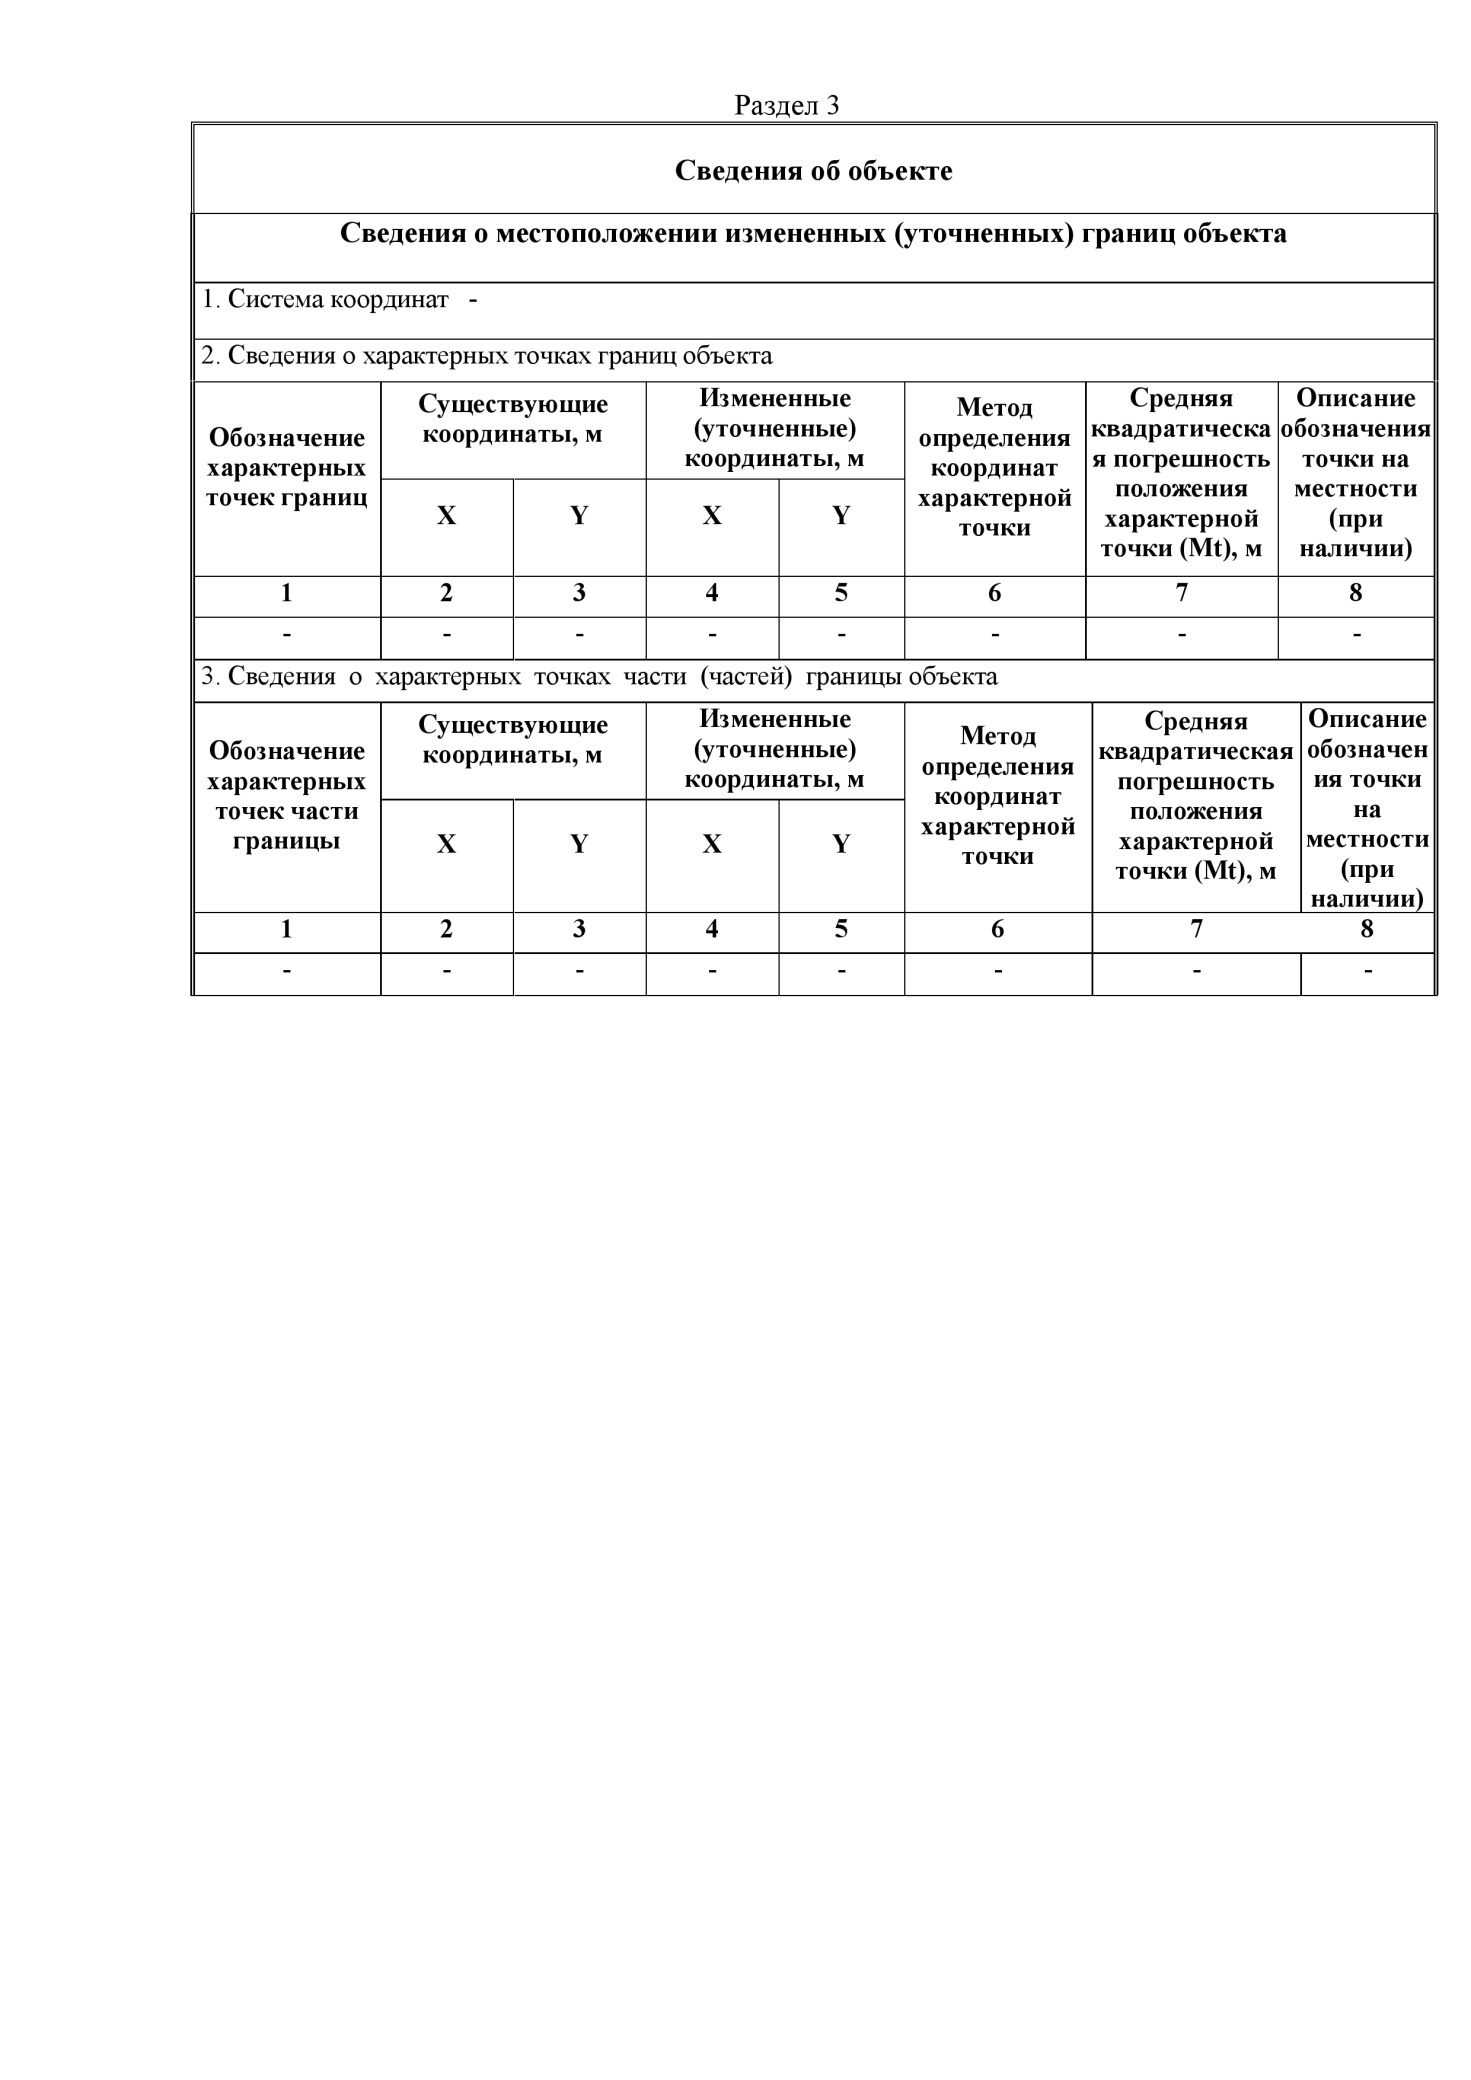 Раздел 3
Сведения об объекте
Сведения о местоположении измененных (уточненных) границ объекта
1. Система координат -
2. Сведения о характерных точках границ объекта
Обозначение
характерных
точек границ
Существующие
координаты, м
X Y
Измененные
(уточненные)
координаты, м
X Y
Метод
определения
координат
характерной
точки
Средняя
квадратическа
я погрешность
положения
характерной
точки (Mt), м
Описание
обозначения
точки на
местности
(при
наличии)
1 2 3 4 5 6 7 8
- - - - - - - -
3. Сведения о характерных точках части (частей) границы объекта
Обозначение
характерных
точек части
границы
Существующие
координаты, м
X Y
Измененные
(уточненные)
координаты, м
X Y
Метод
определения
координат
характерной
точки
Средняя
квадратическая
погрешность
положения
характерной
точки (Mt), м
Описание
обозначен
ия точки
на
местности
(при
наличии)
1 2 3 4 5 6 7 8
- - - - - - - -